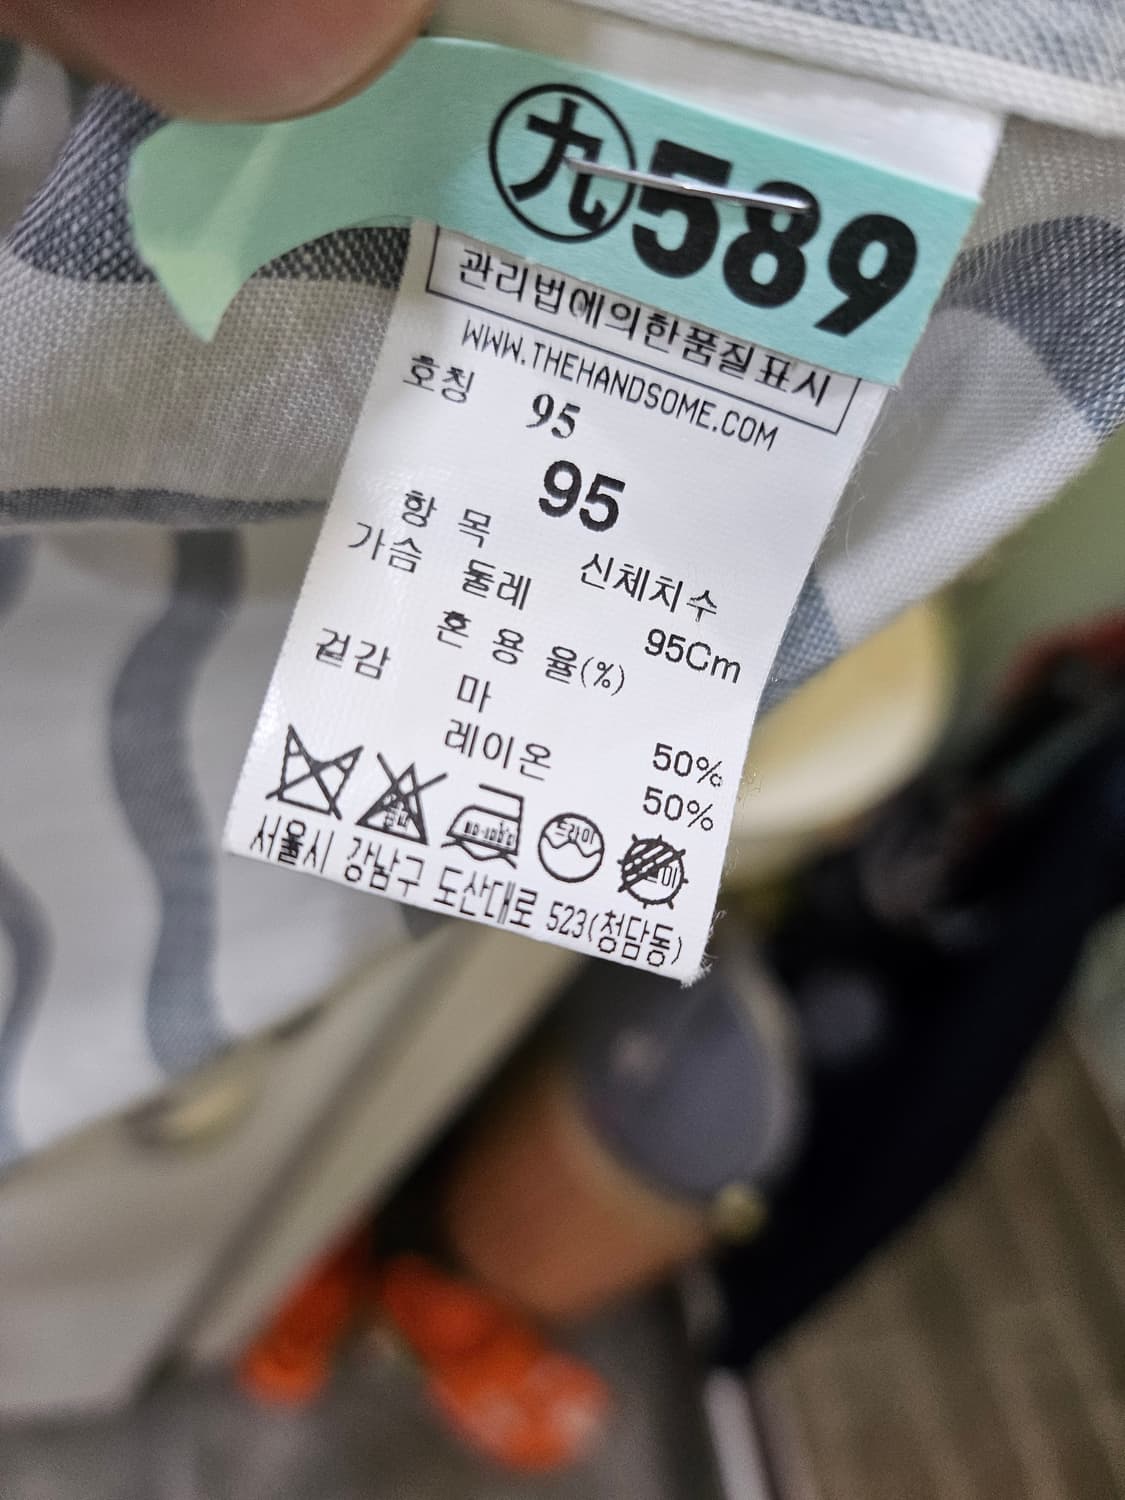 九589
관리법에의한품질표시
WWW.THEHANDSOME.COM
호칭 95
95
항 목 신체치수
가슴 둘레 95Cm
혼 용 율(%)
겉감
마 50%
레이온 50%
드라이
서울시 강남구 도산대로 523(청담동)